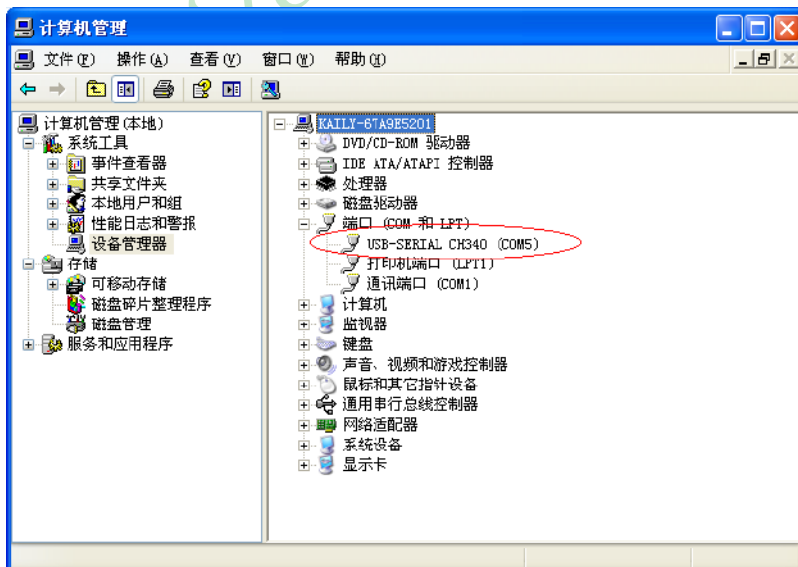 计算机管理
文件(F) 操作(A) 查看(V) 窗口(W) 帮助(H)
计算机管理(本地)
系统工具
事件查看器
共享文件夹
本地用户和组
性能日志和警报
设备管理器
存储
可移动存储
磁盘碎片整理程序
磁盘管理
服务和应用程序
KAILY-67A9E5201
DVD/CD-ROM 驱动器
IDE ATA/ATAPI 控制器
处理器
磁盘驱动器
端口 (COM 和 LPT)
USB-SERIAL CH340 (COM5)
打印机端口 (LPT1)
通讯端口 (COM1)
计算机
监视器
键盘
声音、视频和游戏控制器
鼠标和其它指针设备
通用串行总线控制器
网络适配器
系统设备
显示卡